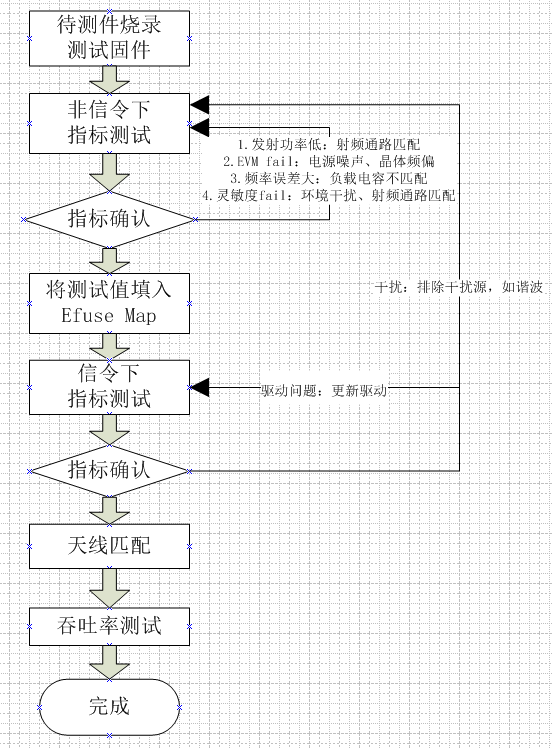 待测件烧录
测试固件
非信令下
指标测试
1.发射功率低：射频通路匹配
2.EVM fail：电源噪声、晶体频偏
3.频率误差大：负载电容不匹配
4.灵敏度fail：环境干扰、射频通路匹配
指标确认
干扰：排除干扰源，如谐波
将测试值填入
Efuse Map
信令下
指标测试
驱动问题：更新驱动
指标确认
天线匹配
吞吐率测试
完成